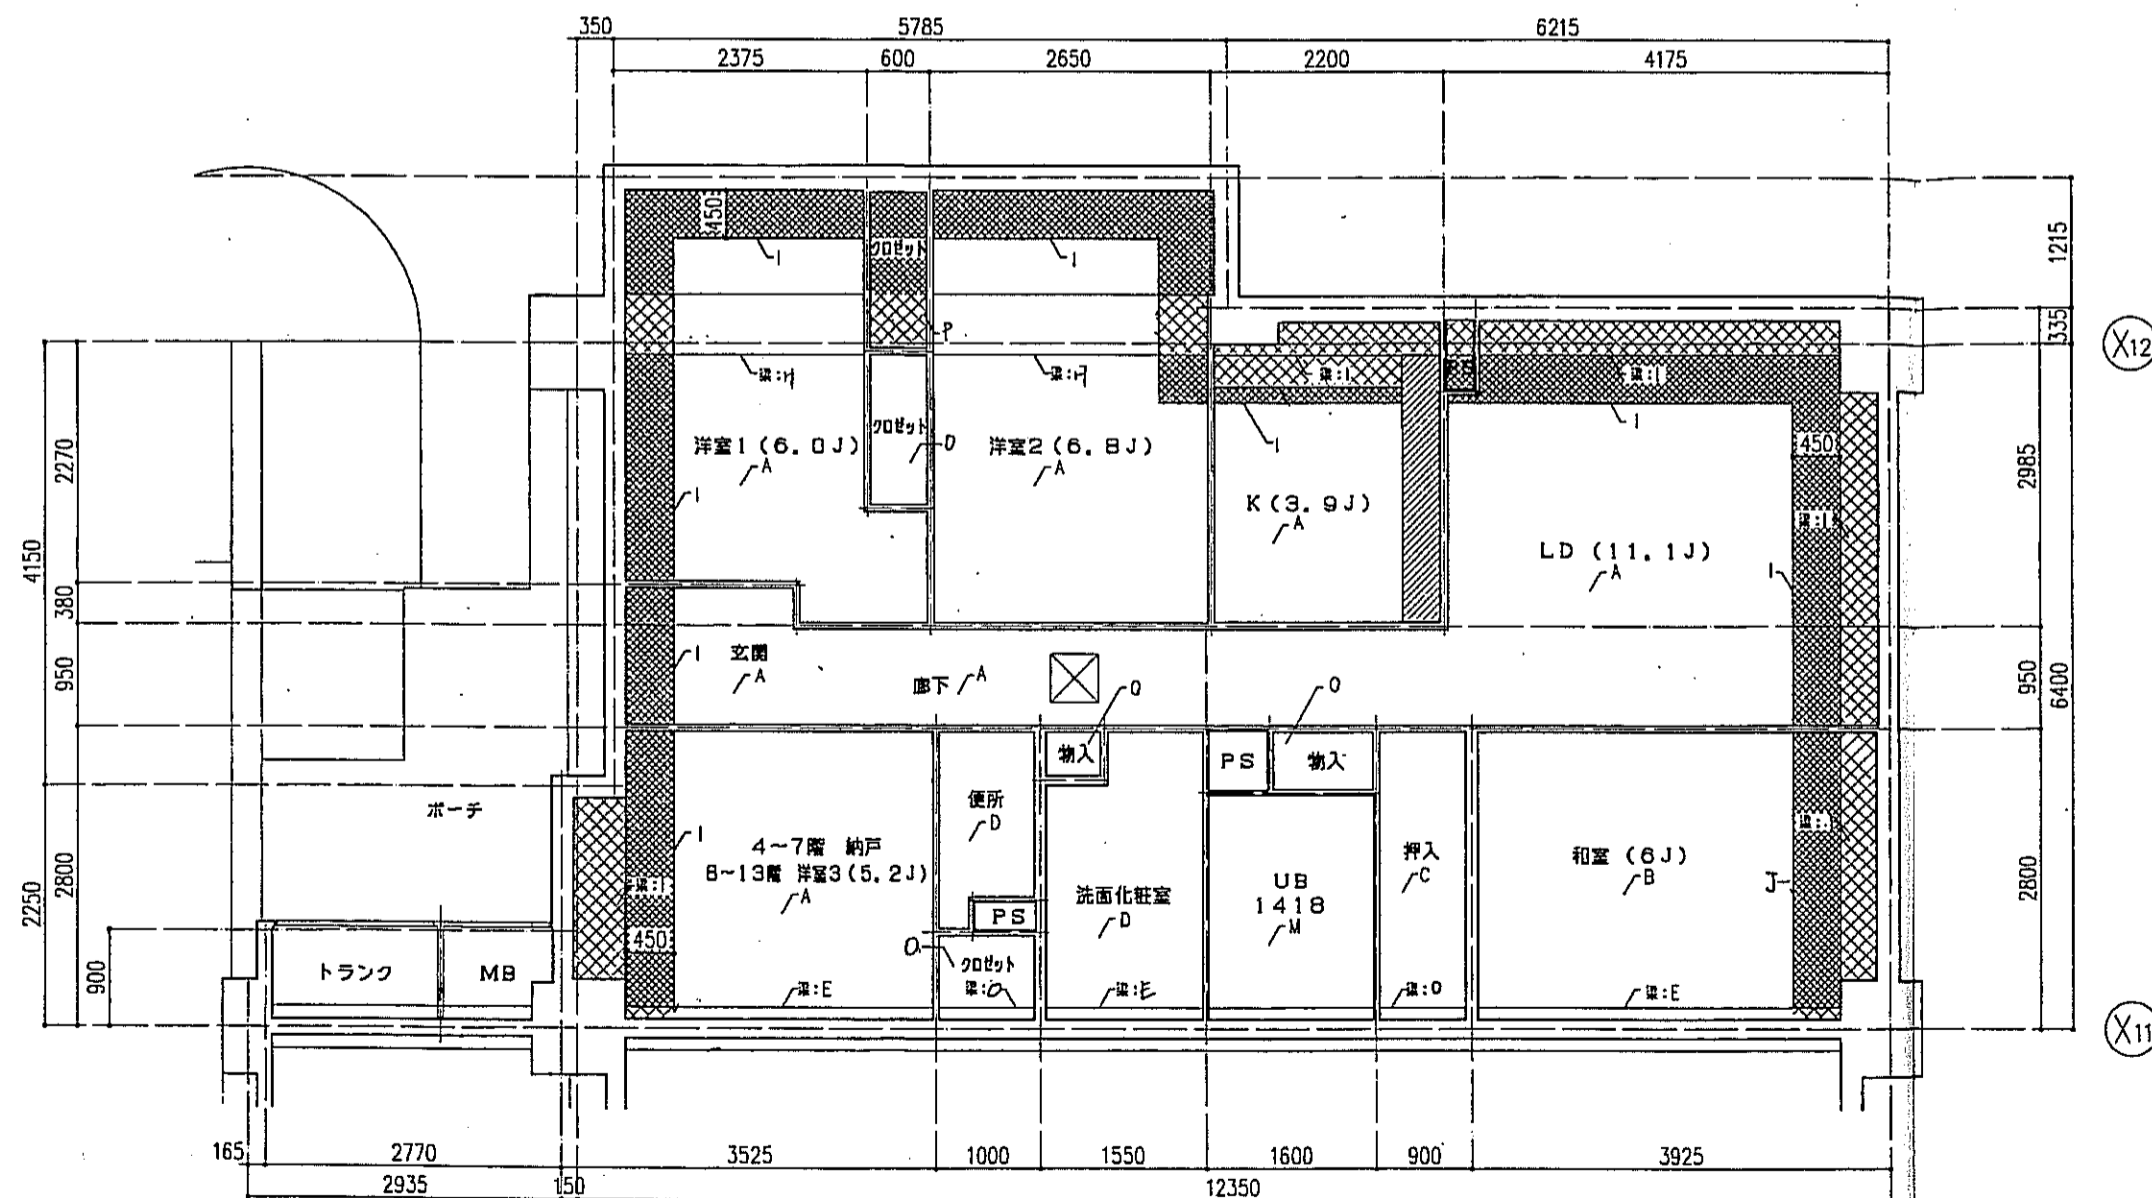 350
5785
6215
2375
600
2650
2200
4175
450
クロゼット
1
1
1215
335
P
梁:H
梁:H
梁:I
梁:I
X12
クロゼット
O
洋室1(6.0J)
A
洋室2(6.8J)
A
1
1
450
K(3.9J)
A
LD (11.1J)
A
1
梁:I
1
2270
4150
380
950
2985
950
6400
1
玄関
A
廊下
A
O
O
物入
PS
物入
ポーチ
1
4~7階 納戸
8~13階 洋室3(5.2J)
A
便所
D
洗面化粧室
D
UB
1418
M
押入
C
和室 (6J)
B
J
梁:I
梁:I
450
PS
O
クロゼット
梁:O
梁:E
梁:E
梁:O
梁:E
2250
2800
900
2800
トランク
MB
X11
165
2770
3525
1000
1550
1600
900
3925
2935
150
12350